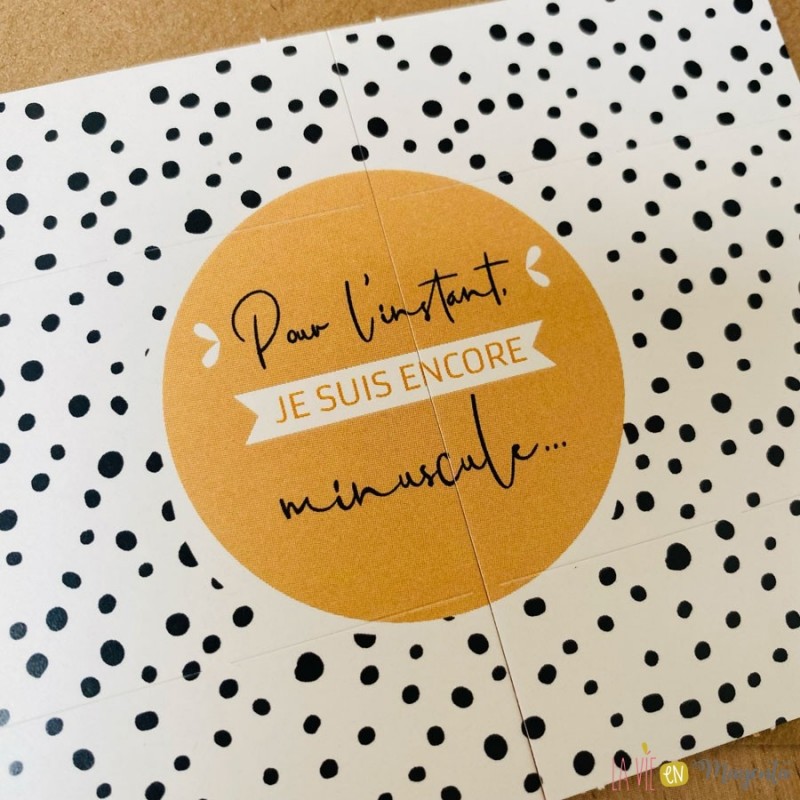 Pour l'instant,
JE SUIS ENCORE
minuscule...
LA VIE EN Magenta